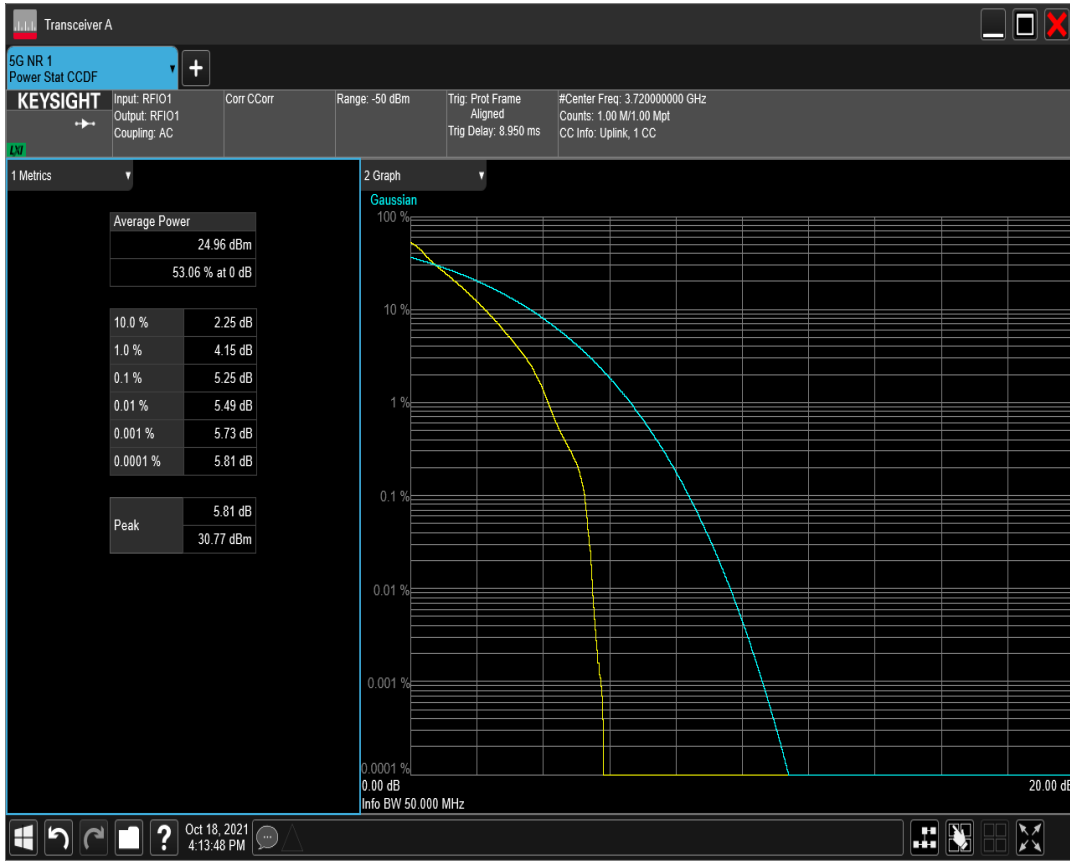 Transceiver A
5G NR 1
Power Stat CCDF
KEYSIGHT
LXI
Input: RFIO1
Output: RFIO1
Coupling: AC
Corr CCorr
Range: -50 dBm
Trig: Prot Frame
Aligned
Trig Delay: 8.950 ms
#Center Freq: 3.720000000 GHz
Counts: 1.00 M/1.00 Mpt
CC Info: Uplink, 1 CC
1 Metrics
Average Power
24.96 dBm
53.06 % at 0 dB
10.0 % 2.25 dB
1.0 % 4.15 dB
0.1 % 5.25 dB
0.01 % 5.49 dB
0.001 % 5.73 dB
0.0001 % 5.81 dB
Peak 5.81 dB
30.77 dBm
2 Graph
Gaussian
100 %
10 %
1 %
0.1 %
0.01 %
0.001 %
0.0001 %
0.00 dB 20.00 dB
Info BW 50.000 MHz
? Oct 18, 2021
4:13:48 PM